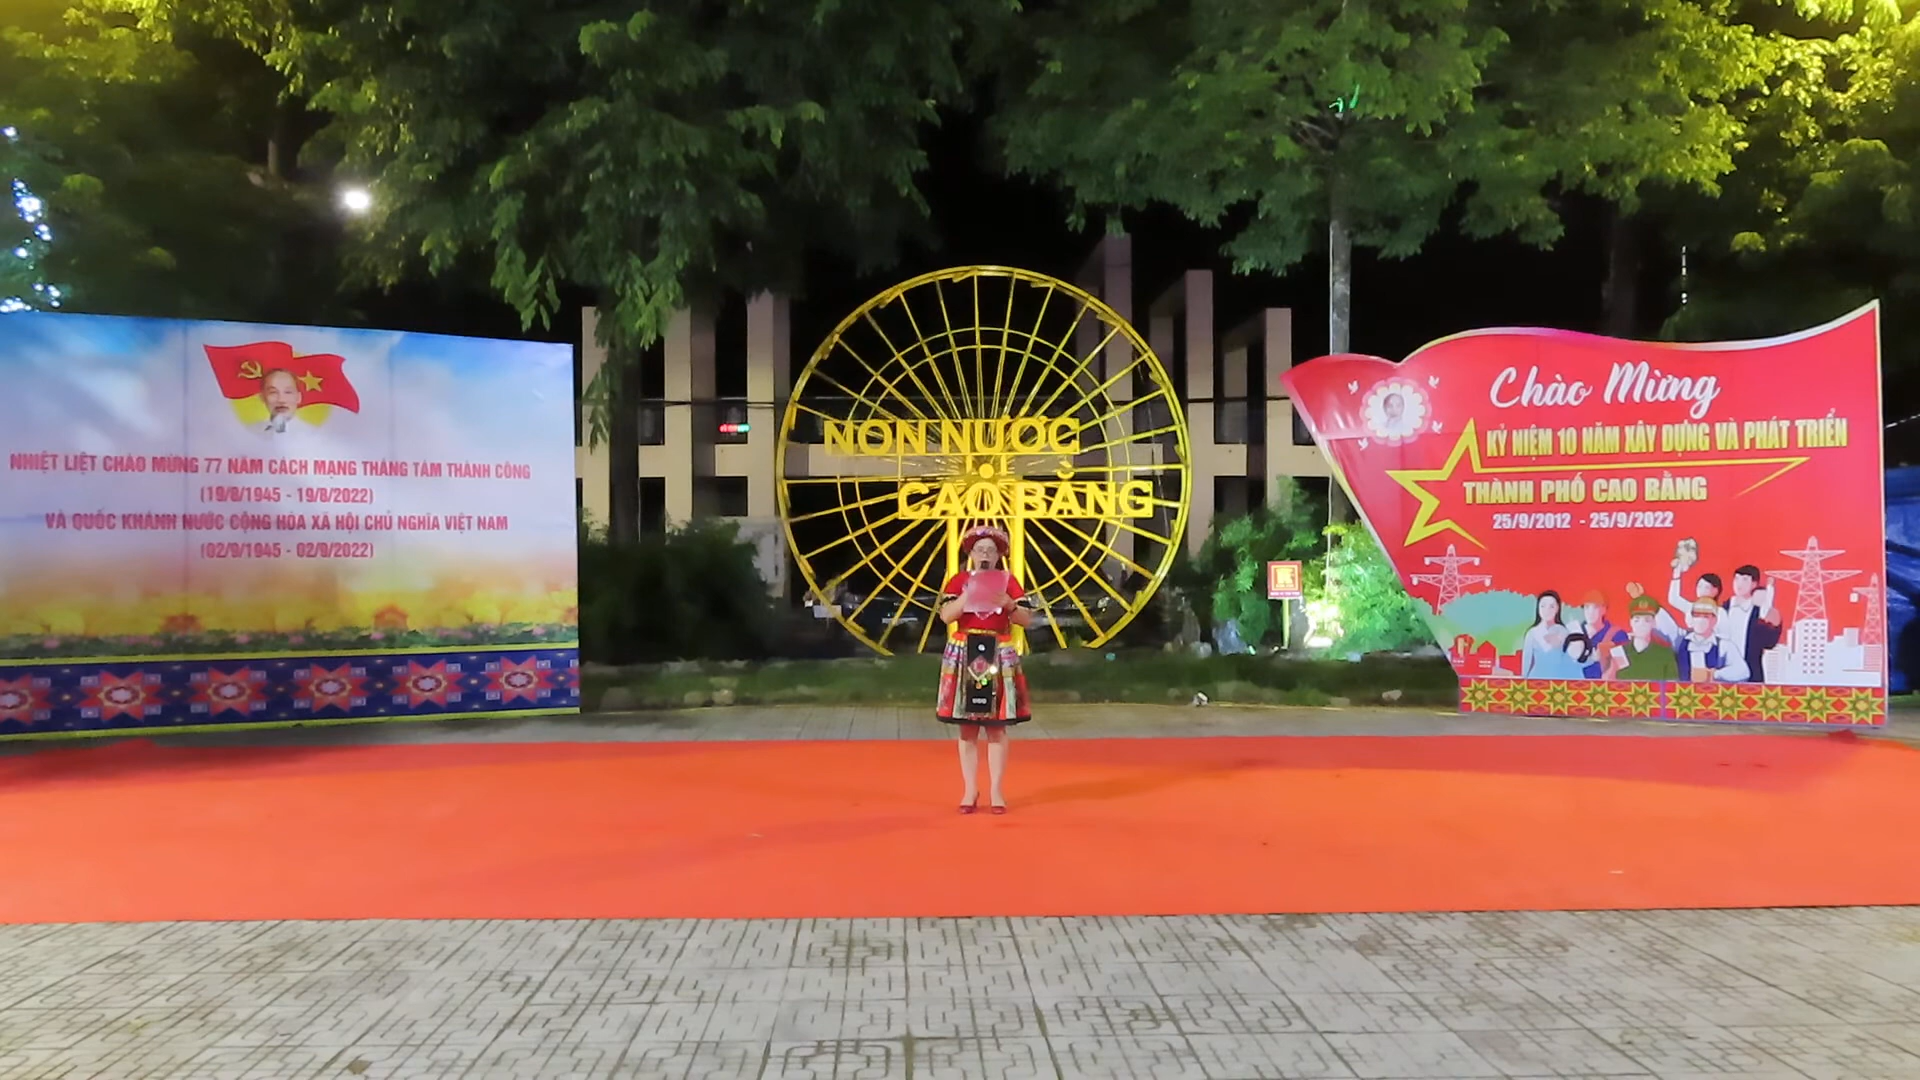 NHIỆT LIỆT CHÀO MỪNG 77 NĂM CÁCH MẠNG THÁNG TÁM THÀNH CÔNG
(19/8/1945 - 19/8/2022)
VÀ QUỐC KHÁNH NƯỚC CỘNG HÒA XÃ HỘI CHỦ NGHĨA VIỆT NAM
(02/9/1945 - 02/9/2022)
NON NƯỚC
CAO BẰNG
Chào Mừng
KỶ NIỆM 10 NĂM XÂY DỰNG VÀ PHÁT TRIỂN
THÀNH PHỐ CAO BẰNG
25/9/2012 - 25/9/2022